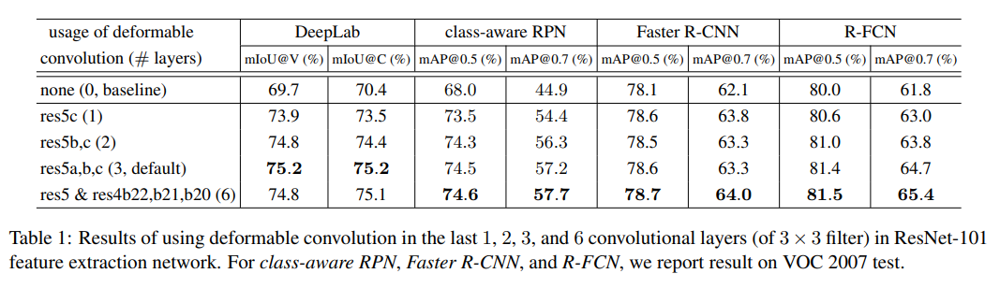 usage of deformable DeepLab class-aware RPN Faster R-CNN R-FCN
convolution (# layers) mIoU@V (%) mIoU@C (%) mAP@0.5 (%) mAP@0.7 (%) mAP@0.5 (%) mAP@0.7 (%) mAP@0.5 (%) mAP@0.7 (%)
none (0, baseline) 69.7 70.4 68.0 44.9 78.1 62.1 80.0 61.8
res5c (1) 73.9 73.5 73.5 54.4 78.6 63.8 80.6 63.0
res5b,c (2) 74.8 74.4 74.3 56.3 78.5 63.3 81.0 63.8
res5a,b,c (3, default) 75.2 75.2 74.5 57.2 78.6 63.3 81.4 64.7
res5 & res4b22,b21,b20 (6) 74.8 75.1 74.6 57.7 78.7 64.0 81.5 65.4
Table 1: Results of using deformable convolution in the last 1, 2, 3, and 6 convolutional layers (of 3 × 3 filter) in ResNet-101
feature extraction network. For class-aware RPN, Faster R-CNN, and R-FCN, we report result on VOC 2007 test.